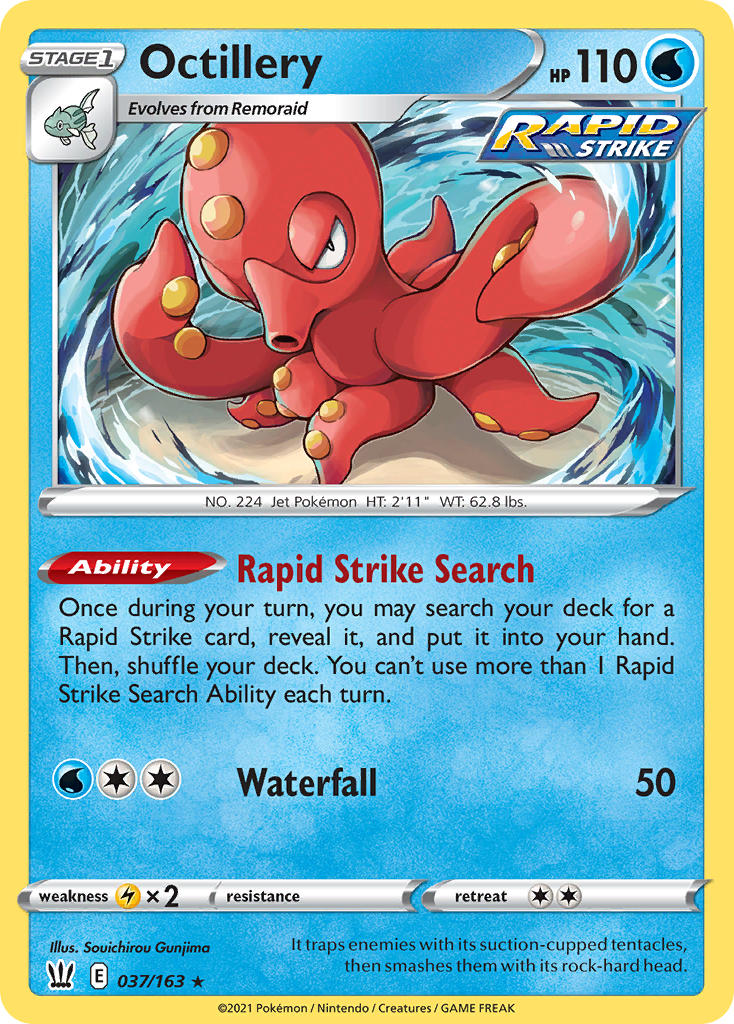 STAGE 1
Octillery
HP 110
Evolves from Remoraid
RAPID
STRIKE
NO. 224 Jet Pokémon HT: 2'11" WT: 62.8 lbs.
Ability Rapid Strike Search
Once during your turn, you may search your deck for a
Rapid Strike card, reveal it, and put it into your hand.
Then, shuffle your deck. You can't use more than 1 Rapid
Strike Search Ability each turn.
Waterfall 50
weakness ×2 resistance retreat
Illus. Souichirou Gunjima
It traps enemies with its suction-cupped tentacles,
then smashes them with its rock-hard head.
E 037/163 ★
©2021 Pokémon / Nintendo / Creatures / GAME FREAK